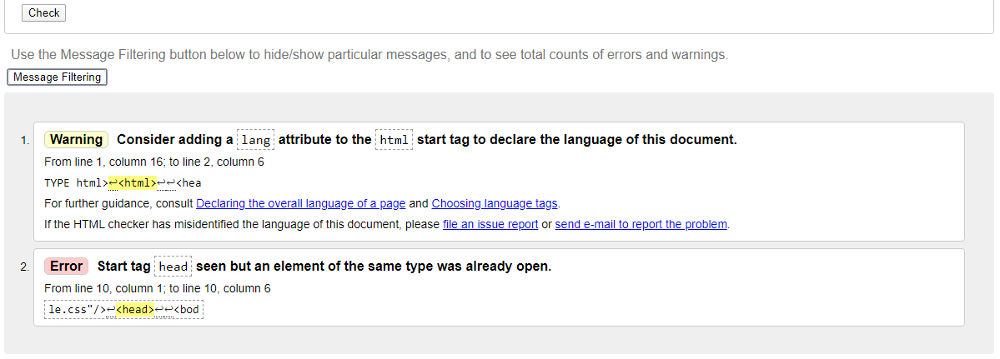 Check
Use the Message Filtering button below to hide/show particular messages, and to see total counts of errors and warnings.
Message Filtering
1. Warning Consider adding a lang attribute to the html start tag to declare the language of this document.
From line 1, column 16; to line 2, column 6
TYPE html>↩<html>↩↩<hea
For further guidance, consult Declaring the overall language of a page and Choosing language tags.
If the HTML checker has misidentified the language of this document, please file an issue report or send e-mail to report the problem.
2. Error Start tag head seen but an element of the same type was already open.
From line 10, column 1; to line 10, column 6
le.css"/>↩<head>↩↩<bod